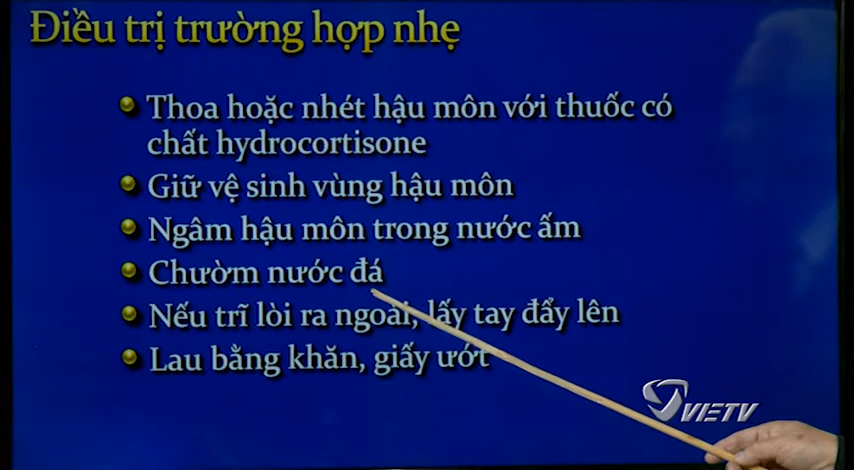 Điều trị trường hợp nhẹ
Thoa hoặc nhét hậu môn với thuốc có
chất hydrocortisone
Giữ vệ sinh vùng hậu môn
Ngâm hậu môn trong nước ấm
Chườm nước đá
Nếu trĩ lòi ra ngoài, lấy tay đẩy lên
Lau bằng khăn, giấy ướt
VIETV